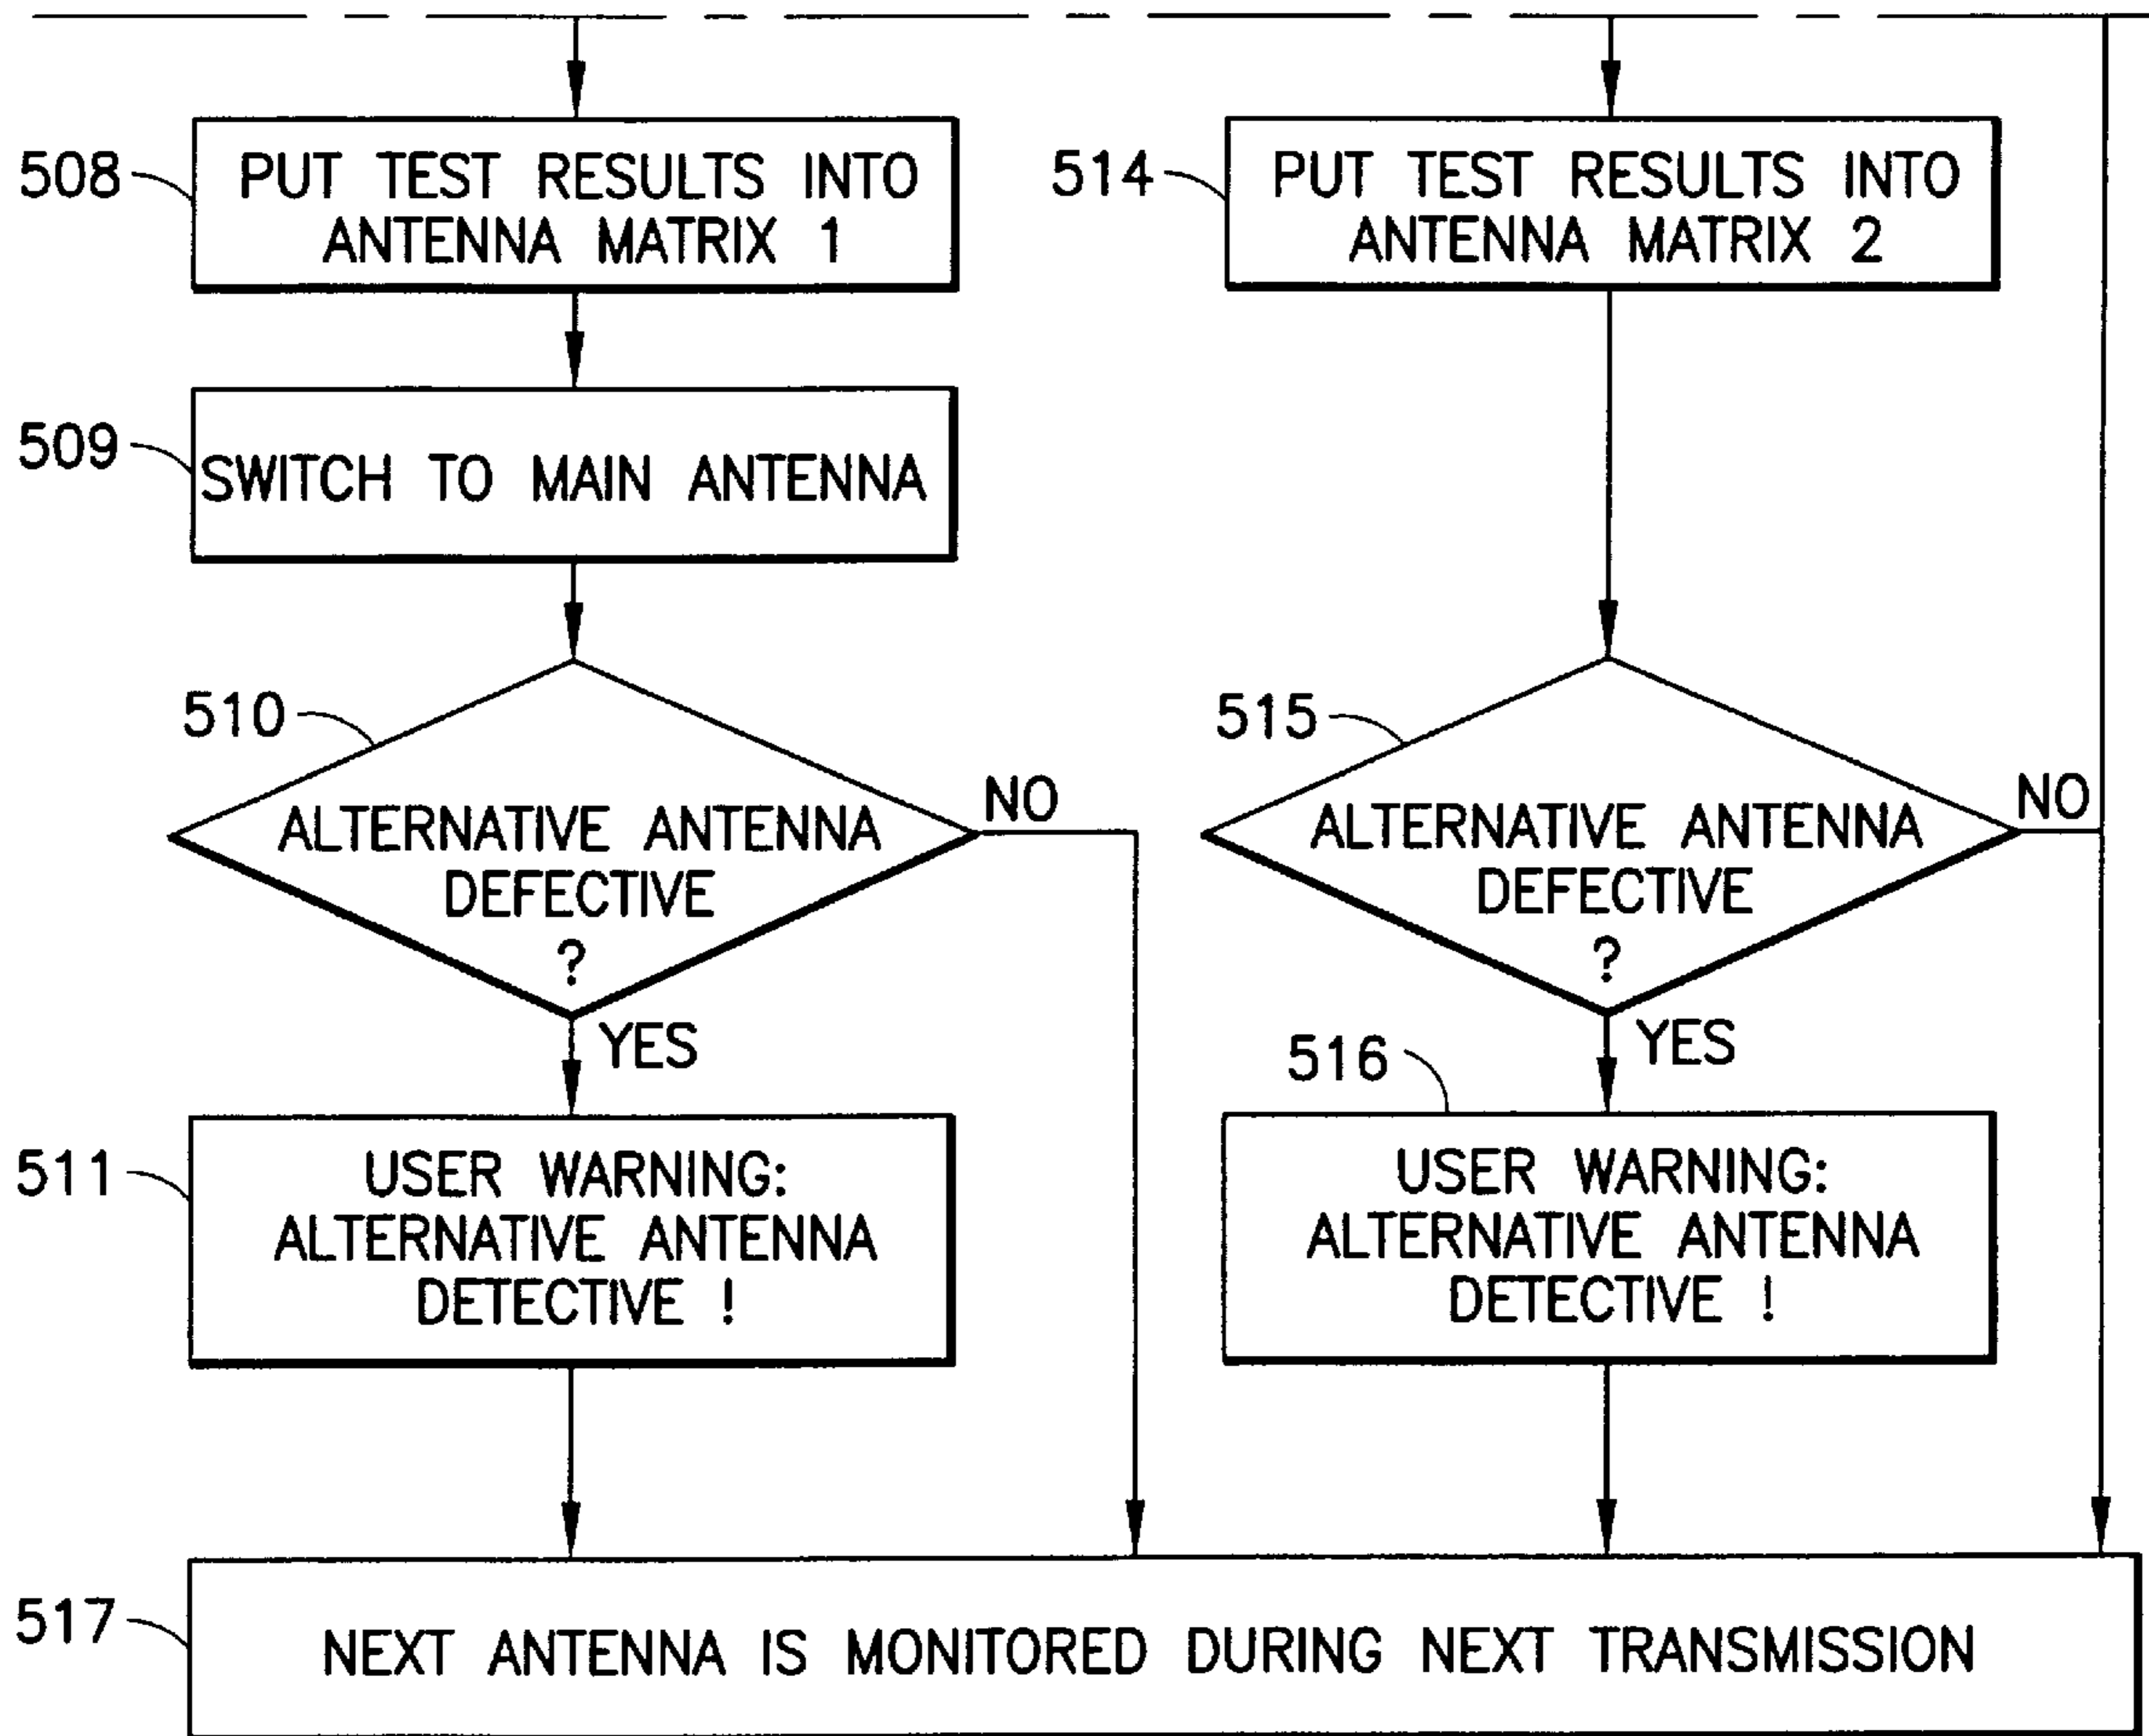 508
PUT TEST RESULTS INTO
ANTENNA MATRIX 1
509
SWITCH TO MAIN ANTENNA
510
ALTERNATIVE ANTENNA
DEFECTIVE
?
NO
YES
511
USER WARNING:
ALTERNATIVE ANTENNA
DETECTIVE !
514
PUT TEST RESULTS INTO
ANTENNA MATRIX 2
515
ALTERNATIVE ANTENNA
DEFECTIVE
?
NO
YES
516
USER WARNING:
ALTERNATIVE ANTENNA
DETECTIVE !
517
NEXT ANTENNA IS MONITORED DURING NEXT TRANSMISSION